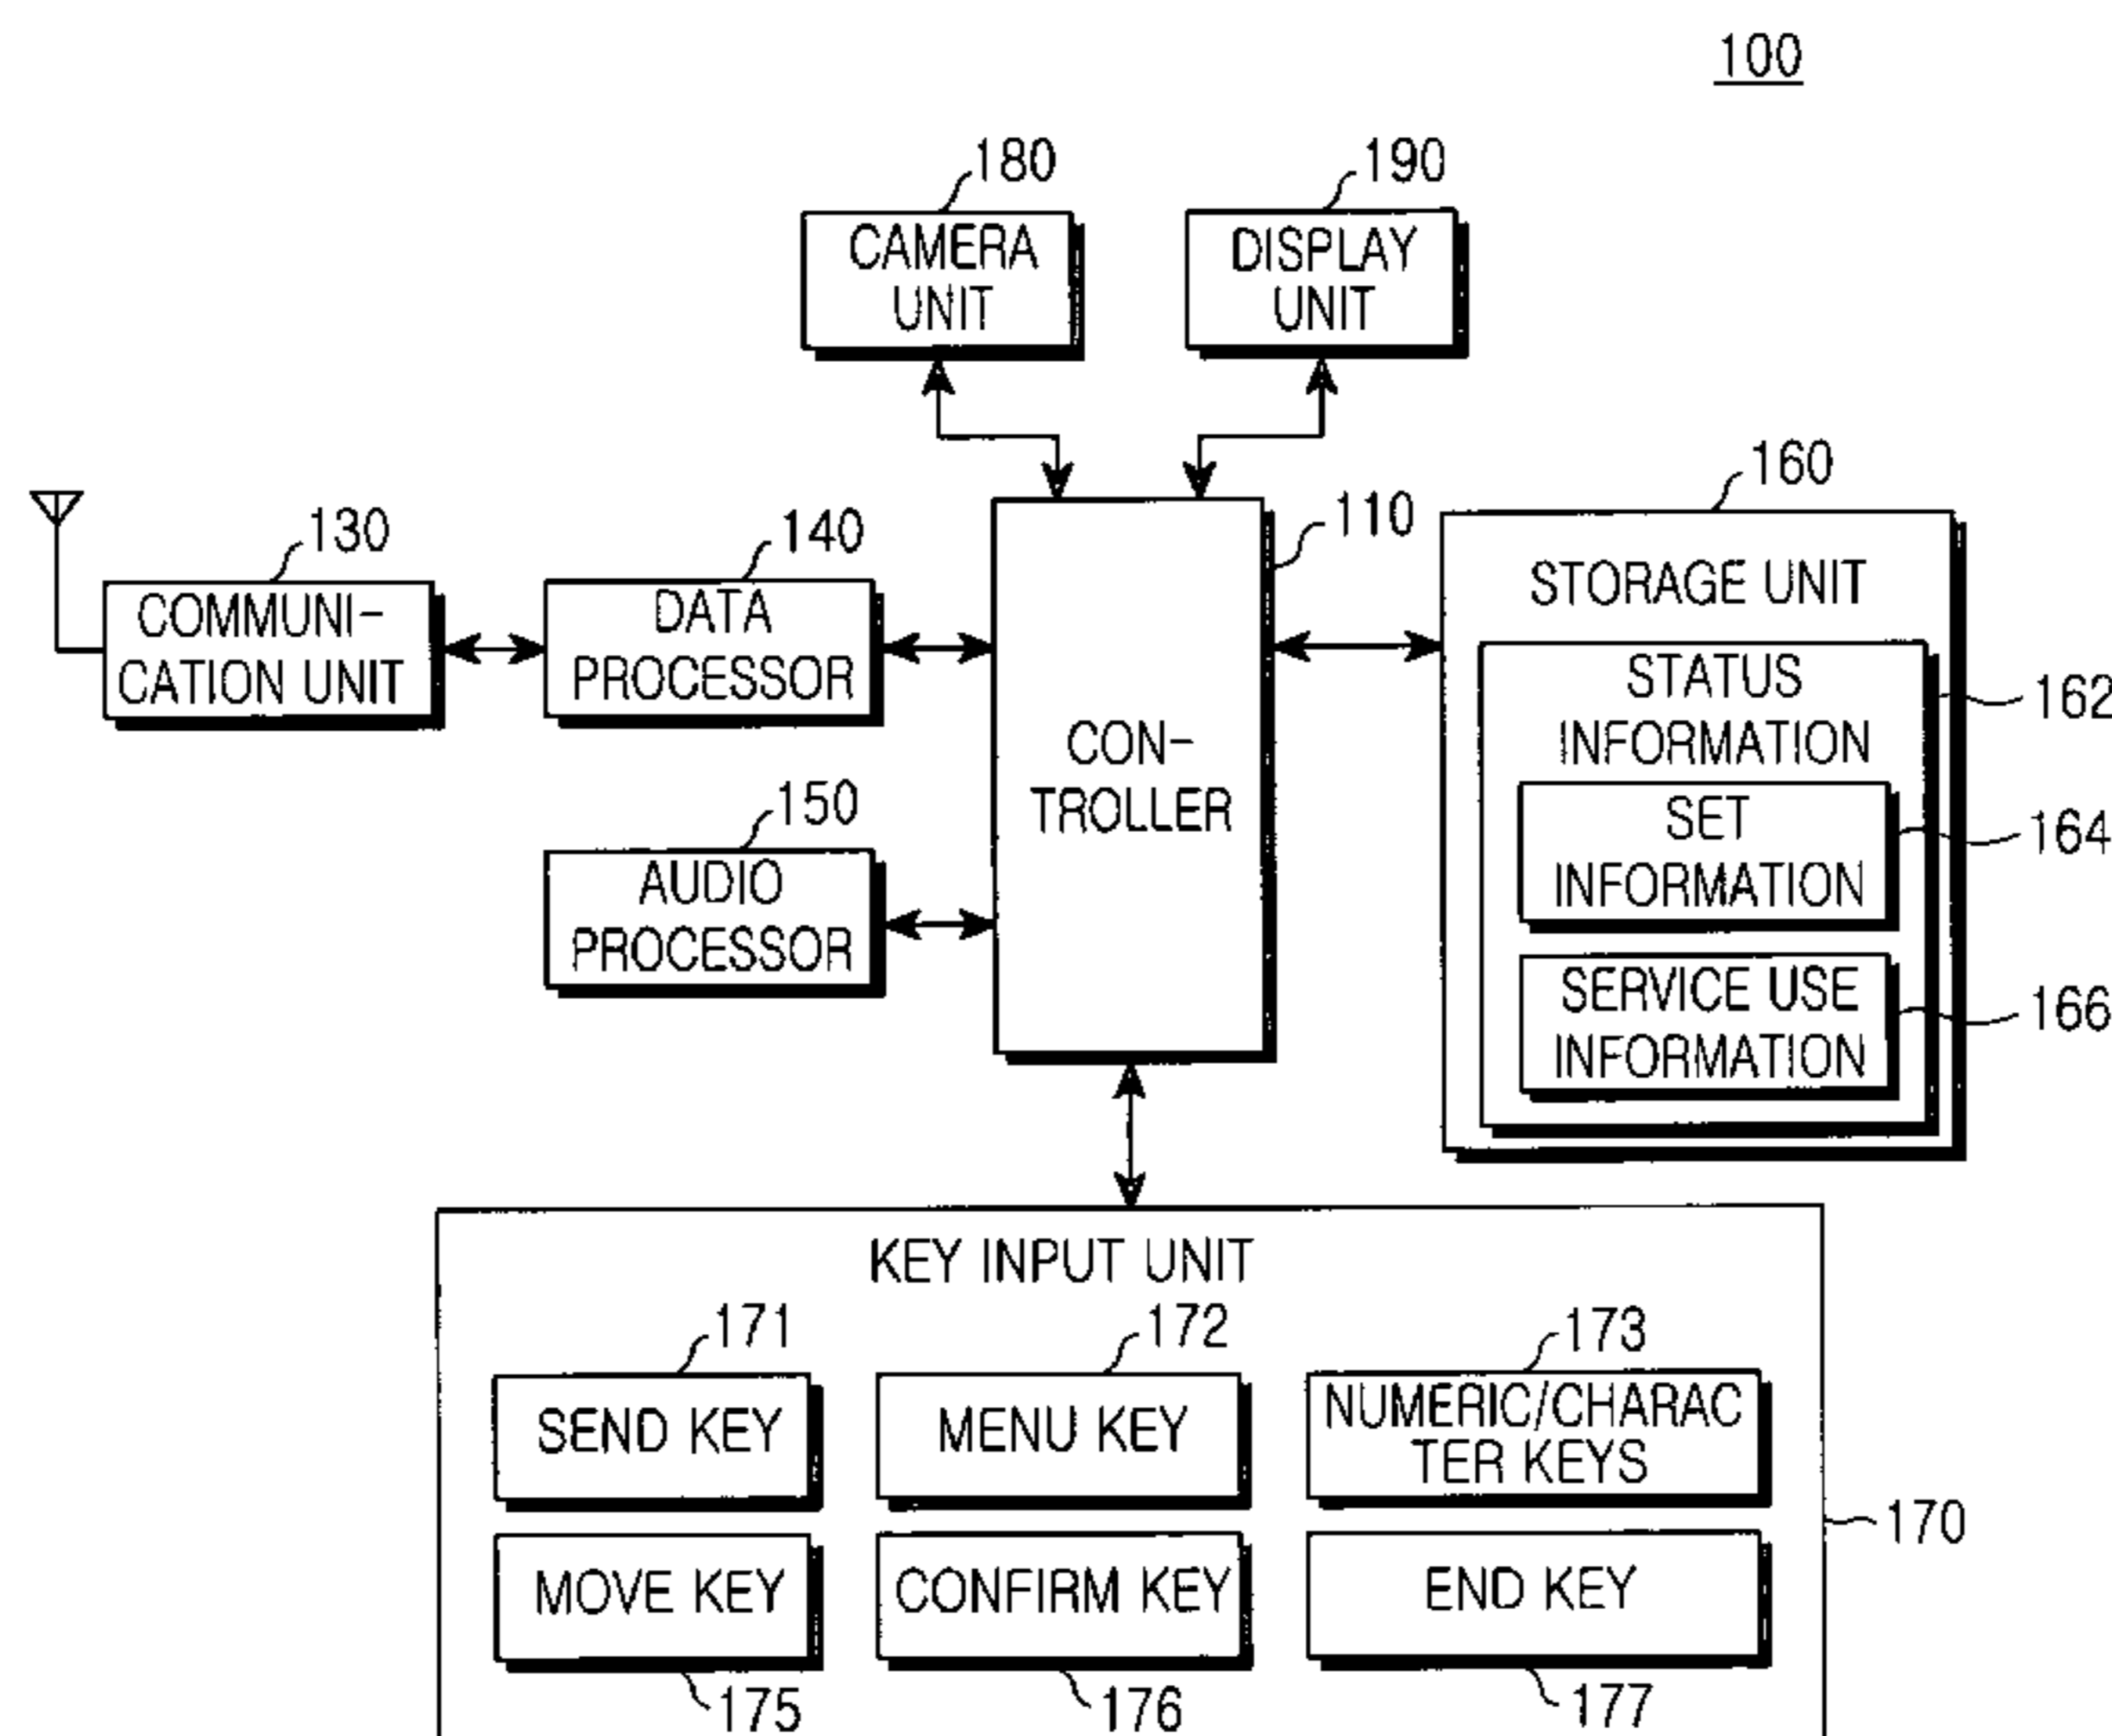 100
180
190
CAMERA
UNIT
DISPLAY
UNIT
130
140
110
160
COMMUNI-
CATION UNIT
DATA
PROCESSOR
CON-
TROLLER
STORAGE UNIT
STATUS
INFORMATION
162
150
AUDIO
PROCESSOR
SET
INFORMATION
164
SERVICE USE
INFORMATION
166
KEY INPUT UNIT
171
172
173
SEND KEY
MENU KEY
NUMERIC/CHARAC
TER KEYS
170
MOVE KEY
CONFIRM KEY
END KEY
175
176
177